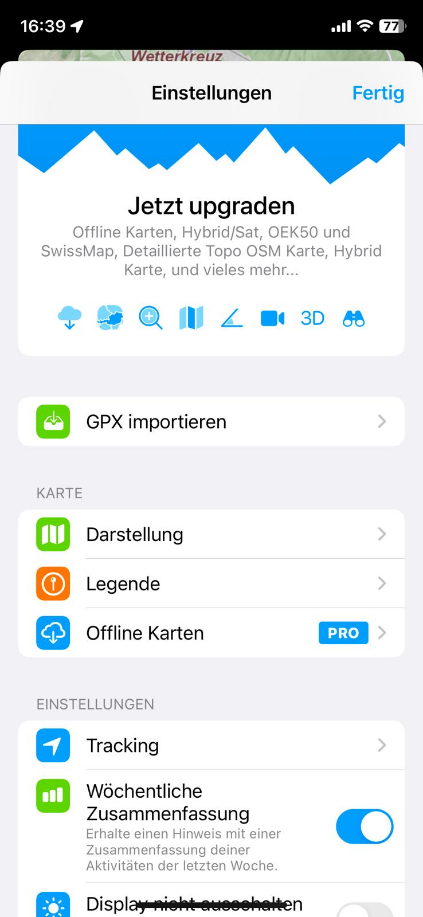 16:39
77
Wetterkreuz
Einstellungen
Fertig
Jetzt upgraden
Offline Karten, Hybrid/Sat, OEK50 und
SwissMap, Detaillierte Topo OSM Karte, Hybrid
Karte, und vieles mehr...
3D
GPX importieren
KARTE
Darstellung
Legende
Offline Karten
PRO
EINSTELLUNGEN
Tracking
Wöchentliche
Zusammenfassung
Erhalte einen Hinweis mit einer
Zusammenfassung deiner
Aktivitäten der letzten Woche.
Display nicht ausschalten